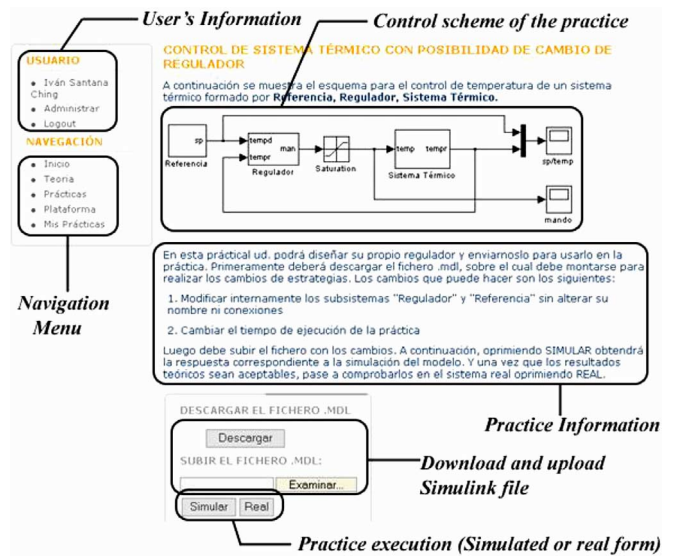 User's Information
Control scheme of the practice
USUARIO
• Iván Santana
Ching
• Administrar
• Logout
NAVEGACIÓN
• Inicio
• Teoria
• Prácticas
• Plataforma
• Mis Prácticas
Navigation
Menu
CONTROL DE SISTEMA TÉRMICO CON POSIBILIDAD DE CAMBIO DE
REGULADOR
A continuación se muestra el esquema para el control de temperatura de un sistema
térmico formado por Referencia, Regulador, Sistema Térmico.
sp
Referencia
tempd
tempr
man
Regulador
Saturation
temp
tempr
Sistema Térmico
sp/temp
mando
En esta práctical ud. podrá diseñar su propio regulador y enviarnoslo para usarlo en la
práctica. Primeramente deberá descargar el fichero .mdl, sobre el cual debe montarse para
realizar los cambios de estrategias. Los cambios que puede hacer son los siguientes:
1. Modificar internamente los subsistemas "Regulador" y "Referencia" sin alterar su
nombre ni conexiones
2. Cambiar el tiempo de ejecución de la práctica
Luego debe subir el fichero con los cambios. A continuación, oprimiendo SIMULAR obtendrá
la respuesta correspondiente a la simulación del modelo. Y una vez que los resultados
teóricos sean aceptables, pase a comprobarlos en el sistema real oprimiendo REAL.
Practice Information
DESCARGAR EL FICHERO .MDL
Descargar
SUBIR EL FICHERO .MDL:
Examinar...
Simular Real
Download and upload
Simulink file
Practice execution (Simulated or real form)